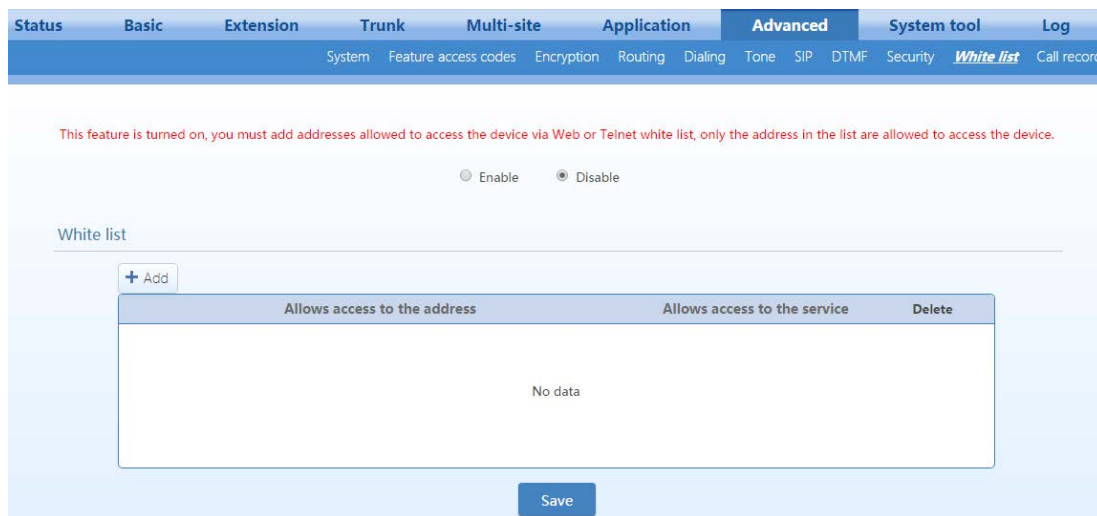 Status Basic Extension Trunk Multi-site Application Advanced System tool Log
System Feature access codes Encryption Routing Dialing Tone SIP DTMF Security White list Call record
This feature is turned on, you must add addresses allowed to access the device via Web or Telnet white list, only the address in the list are allowed to access the device.
Enable Disable
White list
+ Add
Allows access to the address Allows access to the service Delete
No data
Save